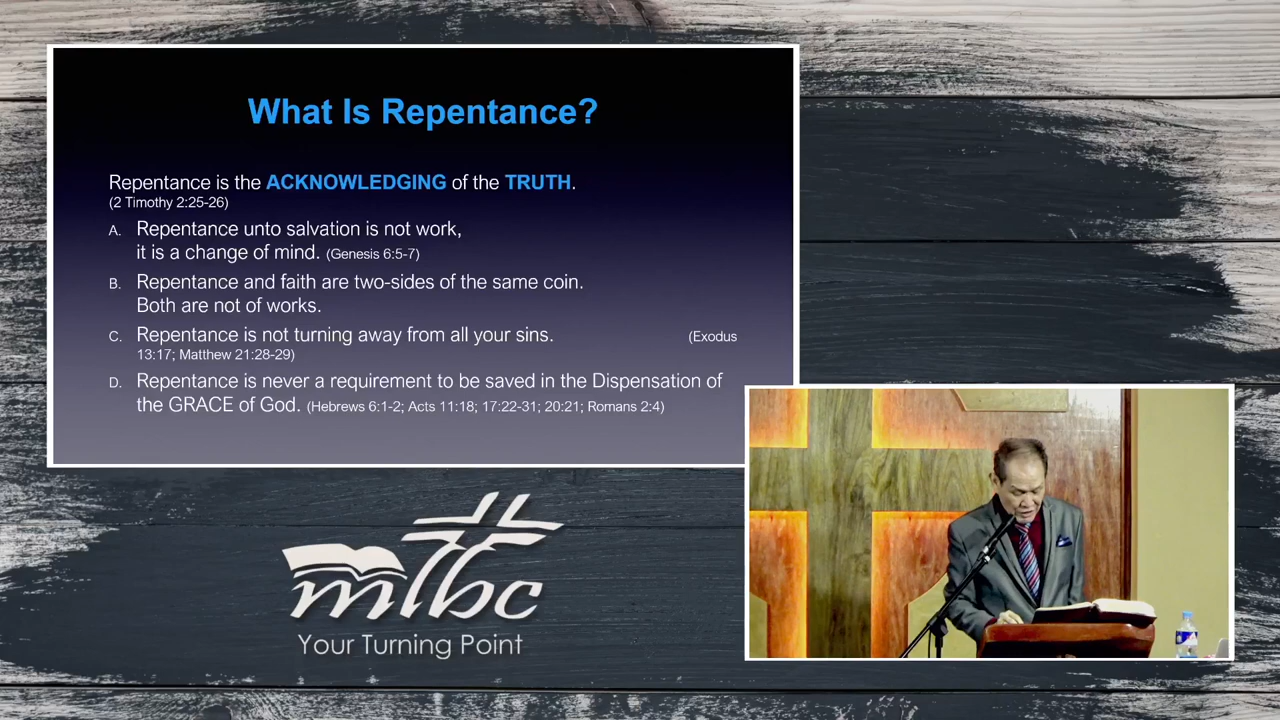 What Is Repentance?
Repentance is the ACKNOWLEDGING of the TRUTH.
(2 Timothy 2:25-26)
A. Repentance unto salvation is not work,
it is a change of mind. (Genesis 6:5-7)
B. Repentance and faith are two-sides of the same coin.
Both are not of works.
C. Repentance is not turning away from all your sins. (Exodus
13:17; Matthew 21:28-29)
D. Repentance is never a requirement to be saved in the Dispensation of
the GRACE of God. (Hebrews 6:1-2; Acts 11:18; 17:22-31; 20:21; Romans 2:4)
mlbc
Your Turning Point